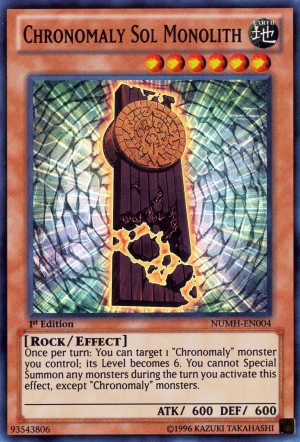 CHRONOMALY SOL MONOLITH
EARTH
地
1st Edition
NUMH-EN004
[ROCK/EFFECT]
Once per turn: You can target 1 "Chronomaly" monster
you control; its Level becomes 6. You cannot Special
Summon any monsters during the turn you activate this
effect, except "Chronomaly" monsters.
ATK/ 600 DEF/ 600
93543806
©1996 KAZUKI TAKAHASHI